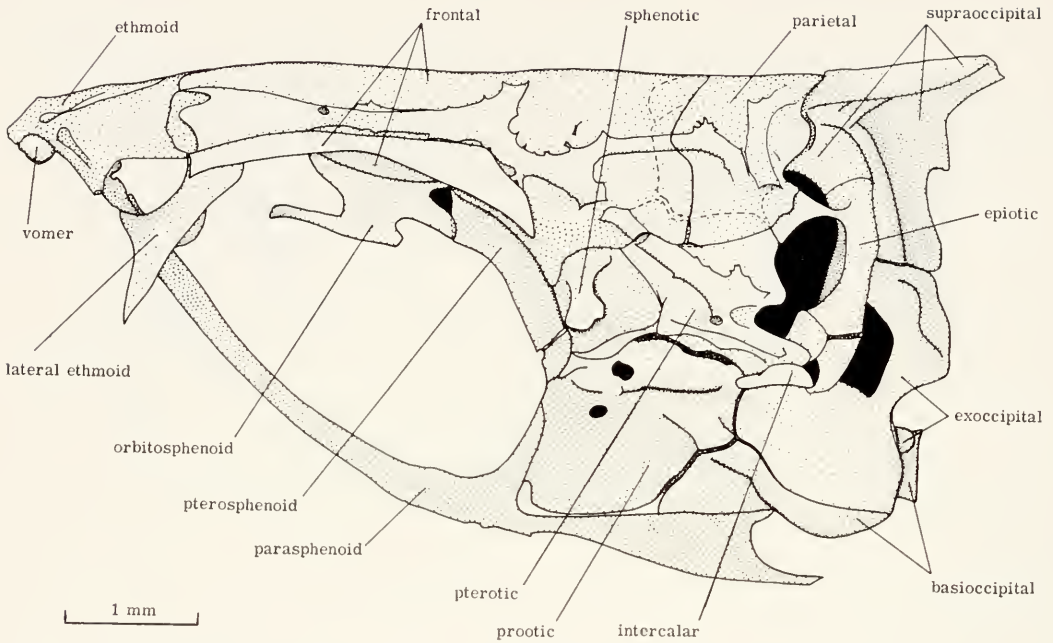 ethmoid
frontal
sphenotic
parietal
supraoccipital
vomer
epiotic
lateral ethmoid
exoccipital
orbitosphenoid
pterosphenoid
parasphenoid
pterotic
basioccipital
1 mm
prootic
intercalar